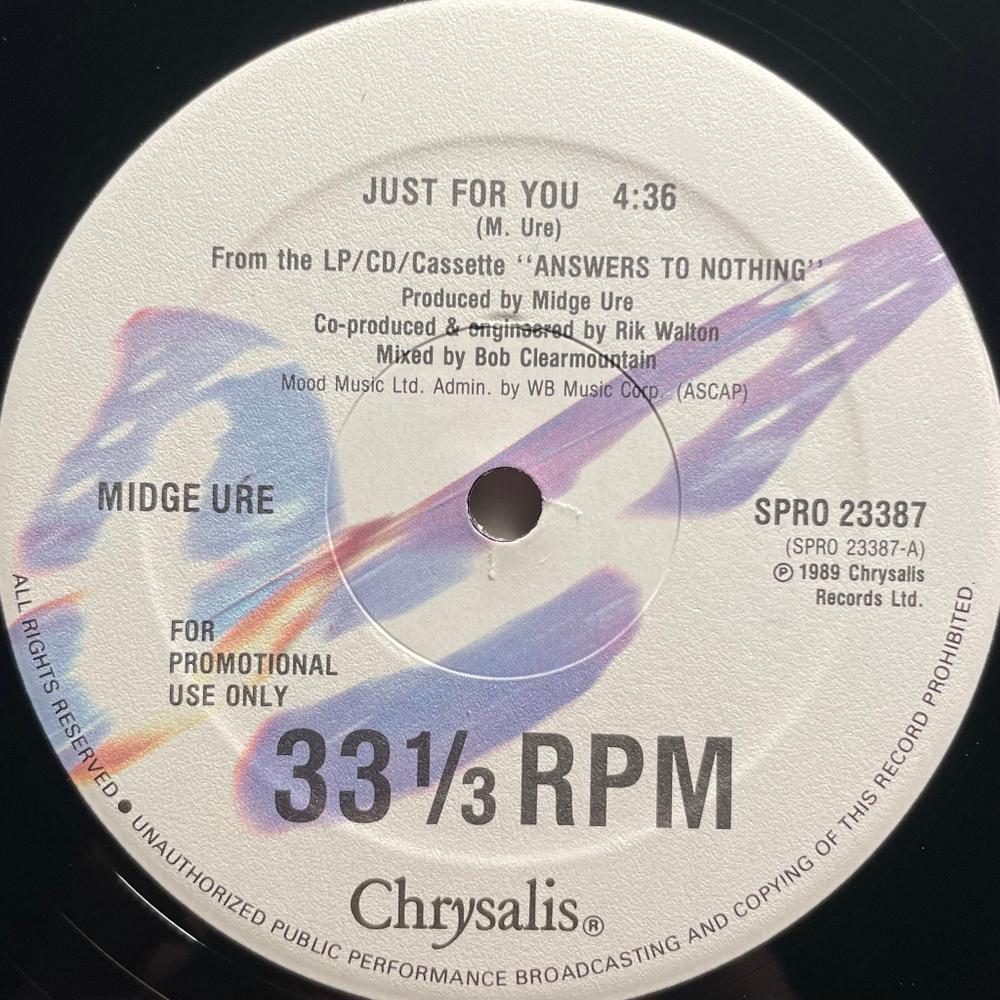 JUST FOR YOU 4:36
(M. Ure)
From the LP/CD/Cassette “ANSWERS TO NOTHING”
Produced by Midge Ure
Co-produced & engineered by Rik Walton
Mixed by Bob Clearmountain
Mood Music Ltd. Admin. by WB Music Corp. (ASCAP)
MIDGE URE
SPRO 23387
(SPRO 23387-A)
℗ 1989 Chrysalis
Records Ltd.
FOR
PROMOTIONAL
USE ONLY
33⅓ RPM
Chrysalis®
ALL RIGHTS RESERVED ● UNAUTHORIZED PUBLIC PERFORMANCE BROADCASTING AND COPYING OF THIS RECORD PROHIBITED.